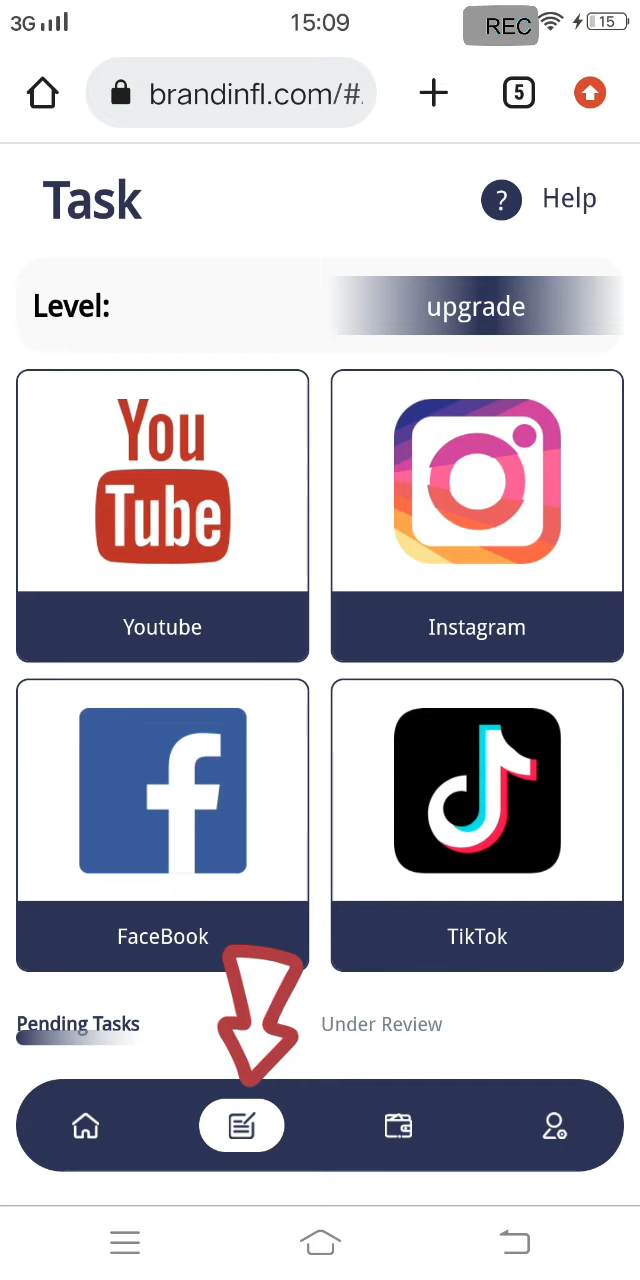 3G 15:09 REC 15
brandinfl.com/#.
5
Task
? Help
Level:
upgrade
You
Tube
Youtube
Instagram
f
FaceBook
TikTok
Pending Tasks
Under Review